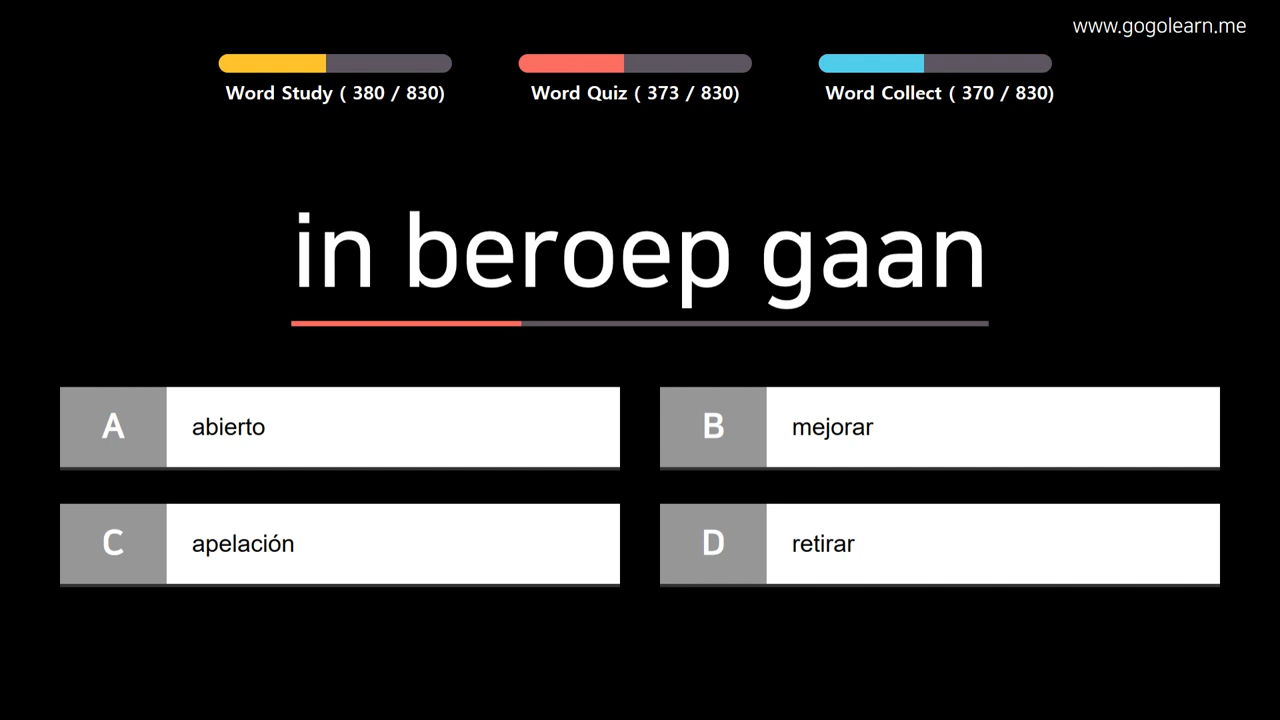 www.gogolearn.me
Word Study ( 380 / 830)
Word Quiz ( 373 / 830)
Word Collect ( 370 / 830)
in beroep gaan
A abierto
B mejorar
C apelación
D retirar